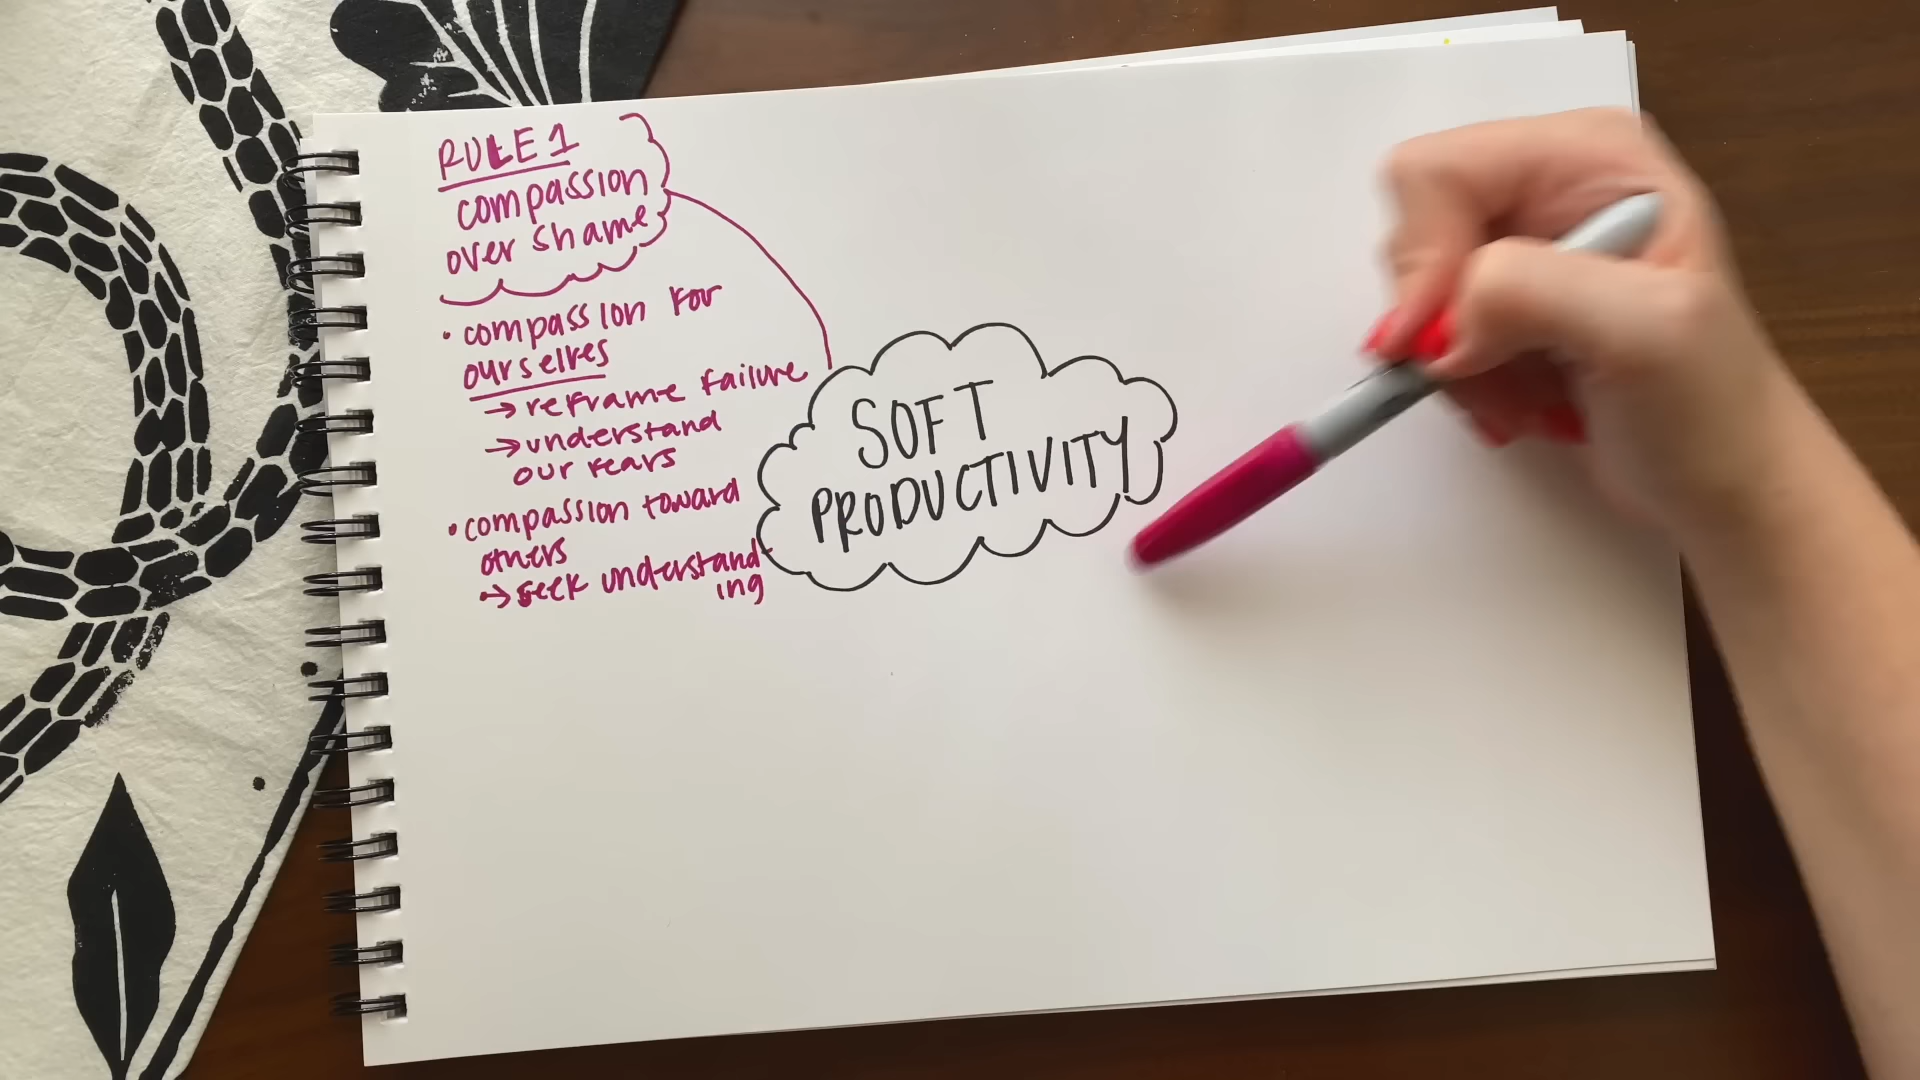 RULE 1
compassion
over shame
• compassion for
ourselves
→ reframe failure
→ understand
our fears
• compassion toward
others
→ seek understand-
ing
SOFT
PRODUCTIVITY